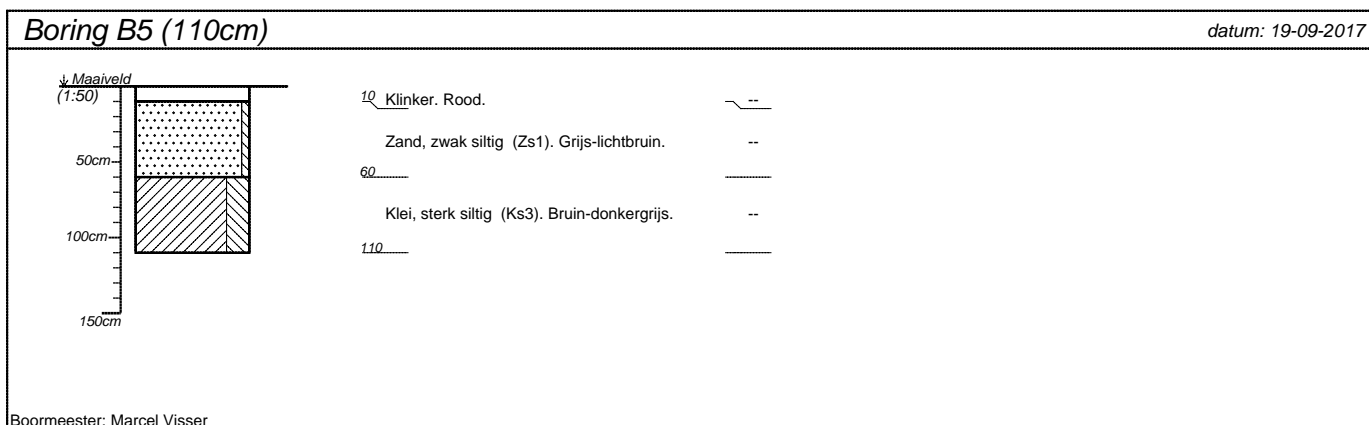 Boring B5 (110cm)
datum: 19-09-2017
Maaiveld
(1:50)
10 Klinker. Rood. --
Zand, zwak siltig (Zs1). Grijs-lichtbruin. --
50cm
60
Klei, sterk siltig (Ks3). Bruin-donkergrijs. --
100cm
110
150cm
Boormeester: Marcel Visser